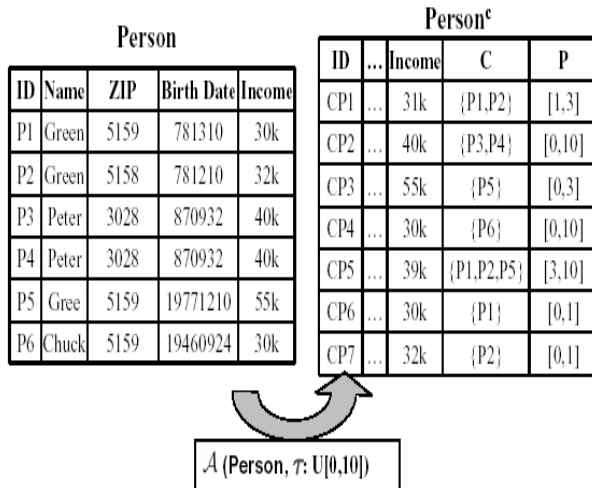 Person
ID Name ZIP Birth Date Income
P1 Green 5159 781310 30k
P2 Green 5158 781210 32k
P3 Peter 3028 870932 40k
P4 Peter 3028 870932 40k
P5 Gree 5159 19771210 55k
P6 Chuck 5159 19460924 30k
Personᶜ
ID ... Income C P
CP1 ... 31k {P1,P2} [1,3]
CP2 ... 40k {P3,P4} [0,10]
CP3 ... 55k {P5} [0,3]
CP4 ... 30k {P6} [0,10]
CP5 ... 39k {P1,P2,P5} [3,10]
CP6 ... 30k {P1} [0,1]
CP7 ... 32k {P2} [0,1]
𝒜 (Person, τ: U[0,10])